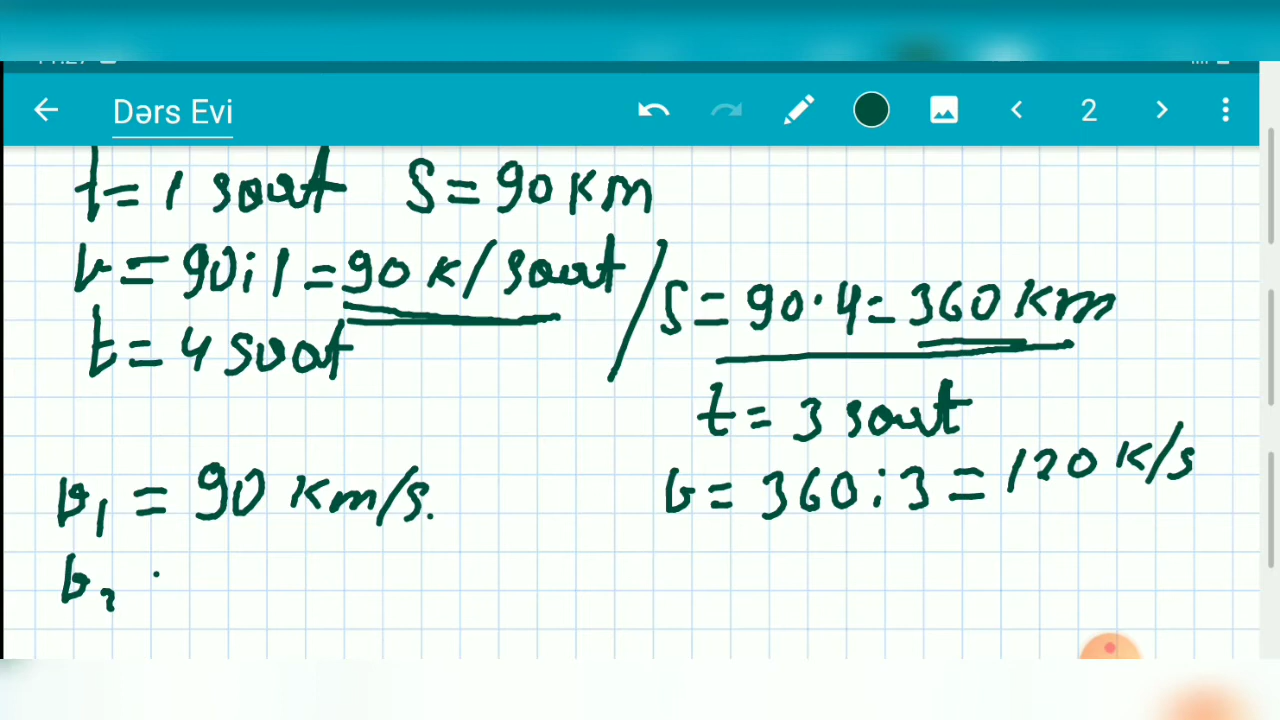 Dərs Evi
2
t = 1 saat S = 90 km
v = 90 : 1 = 90 k/saat
t = 4 saat
S = 90 · 4 = 360 km
t = 3 saat
v = 360 : 3 = 120 k/s
v₁ = 90 km/s.
v₂